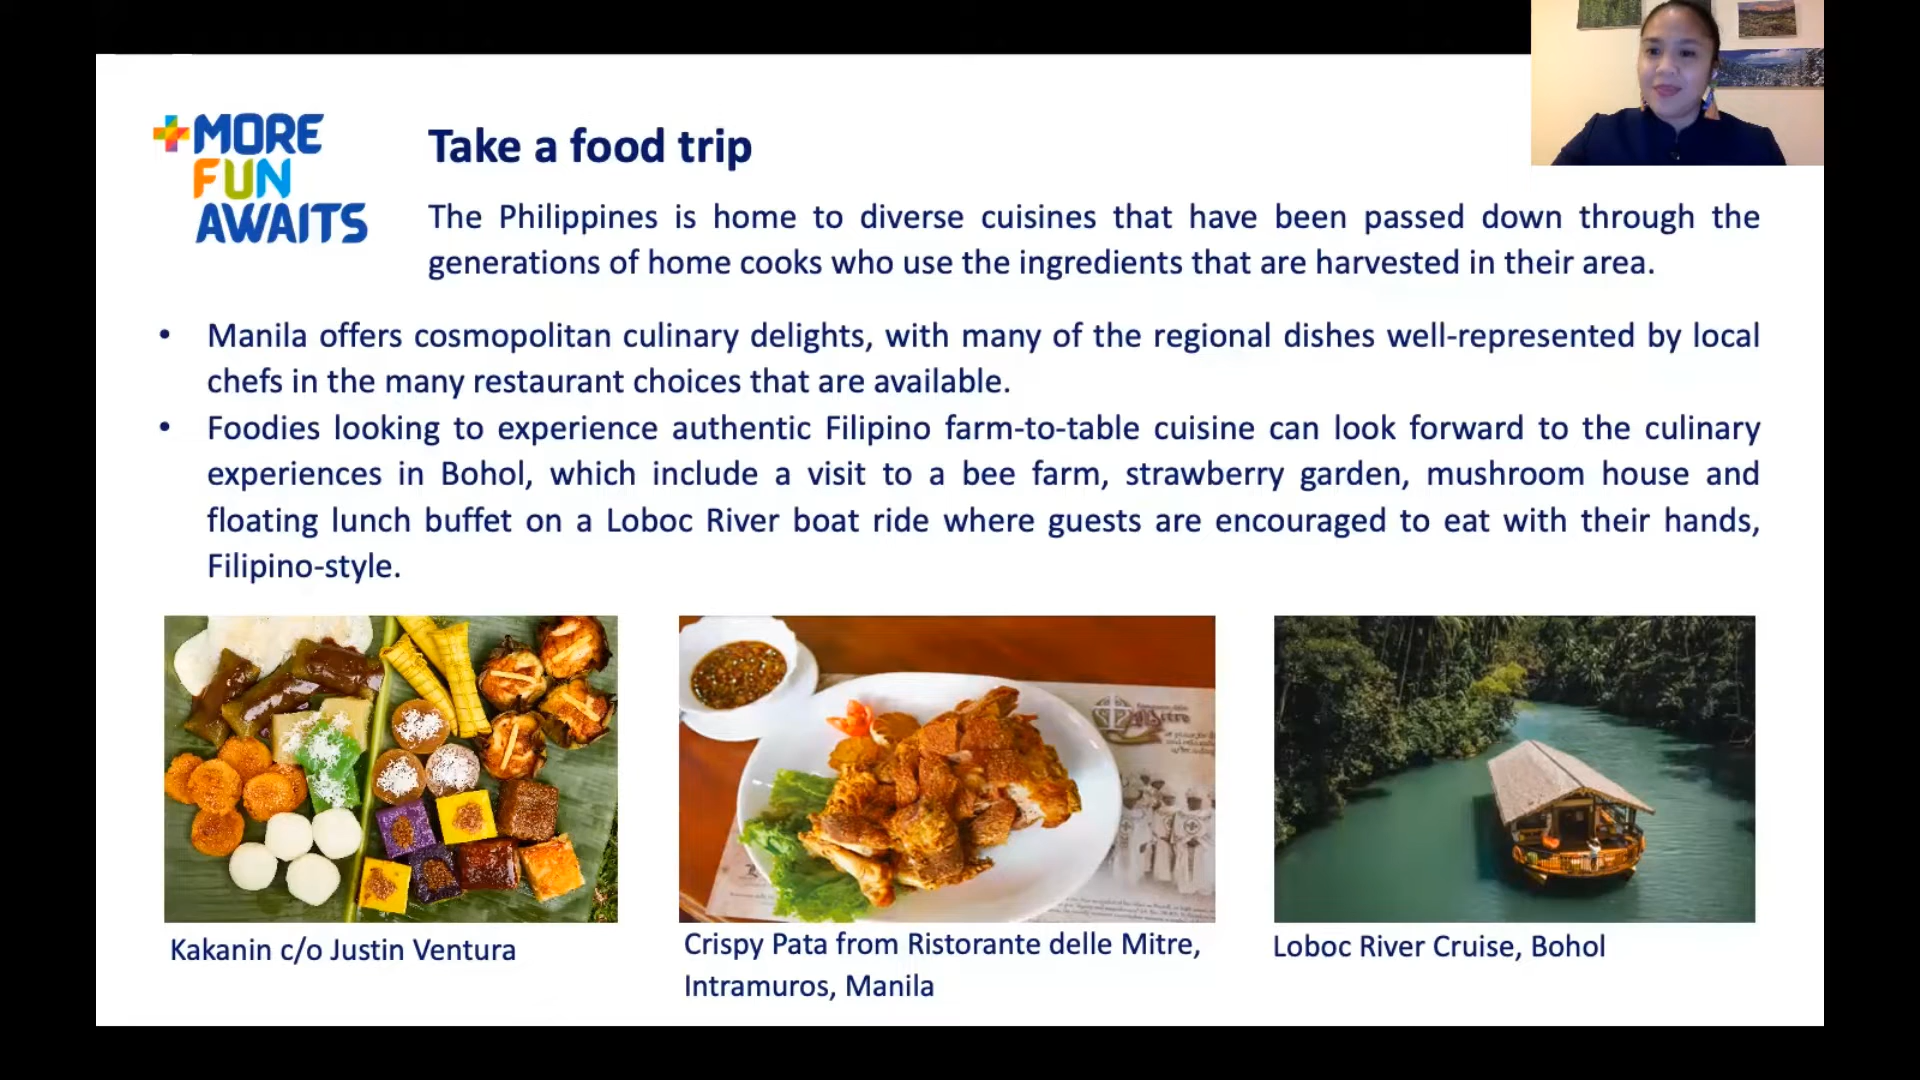 +MORE
FUN
AWAITS
Take a food trip
The Philippines is home to diverse cuisines that have been passed down through the
generations of home cooks who use the ingredients that are harvested in their area.
• Manila offers cosmopolitan culinary delights, with many of the regional dishes well-represented by local
chefs in the many restaurant choices that are available.
• Foodies looking to experience authentic Filipino farm-to-table cuisine can look forward to the culinary
experiences in Bohol, which include a visit to a bee farm, strawberry garden, mushroom house and
floating lunch buffet on a Loboc River boat ride where guests are encouraged to eat with their hands,
Filipino-style.
Kakanin c/o Justin Ventura
Crispy Pata from Ristorante delle Mitre,
Intramuros, Manila
Loboc River Cruise, Bohol